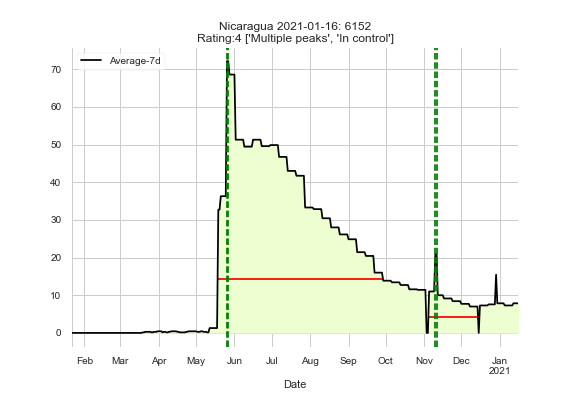 Nicaragua 2021-01-16: 6152
Rating:4 ['Multiple peaks', 'In control']
Average-7d
70
60
50
40
30
20
10
0
Feb Mar Apr May Jun Jul Aug Sep Oct Nov Dec Jan
2021
Date